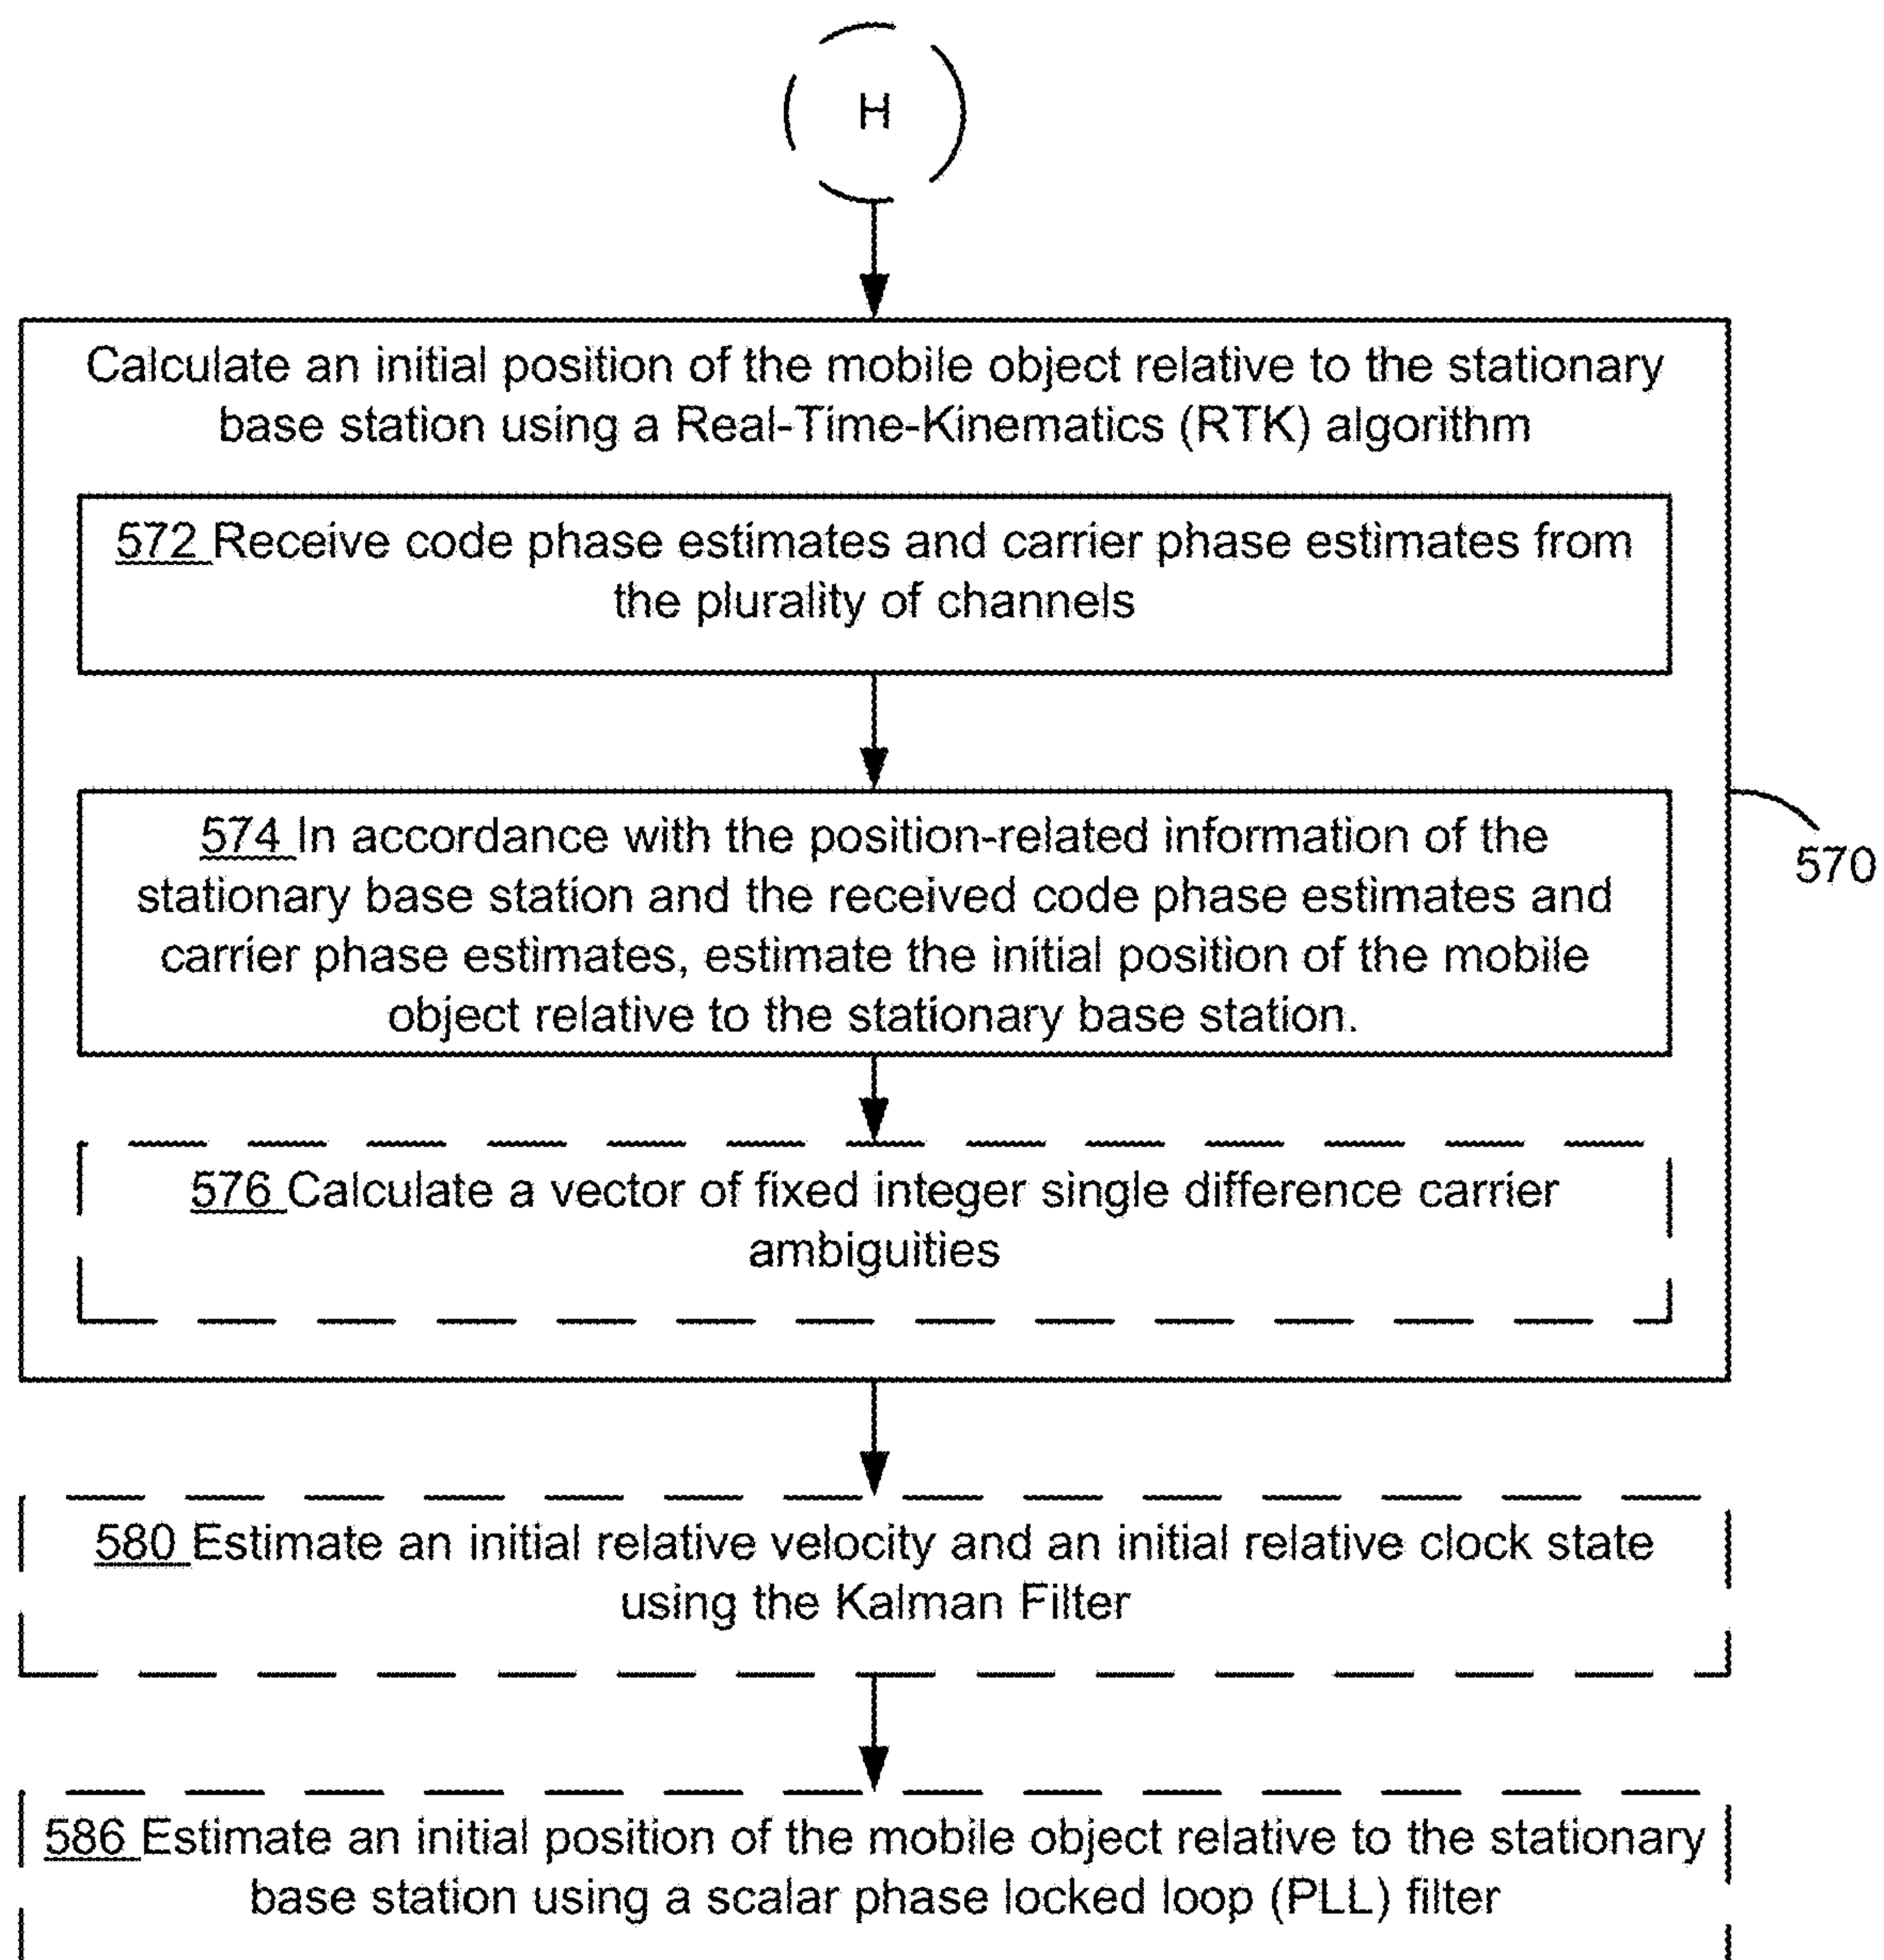 H
Calculate an initial position of the mobile object relative to the stationary
base station using a Real-Time-Kinematics (RTK) algorithm
572 Receive code phase estimates and carrier phase estimates from
the plurality of channels
574 In accordance with the position-related information of the
stationary base station and the received code phase estimates and
carrier phase estimates, estimate the initial position of the mobile
object relative to the stationary base station.
570
576 Calculate a vector of fixed integer single difference carrier
ambiguities
580 Estimate an initial relative velocity and an initial relative clock state
using the Kalman Filter
586 Estimate an initial position of the mobile object relative to the stationary
base station using a scalar phase locked loop (PLL) filter